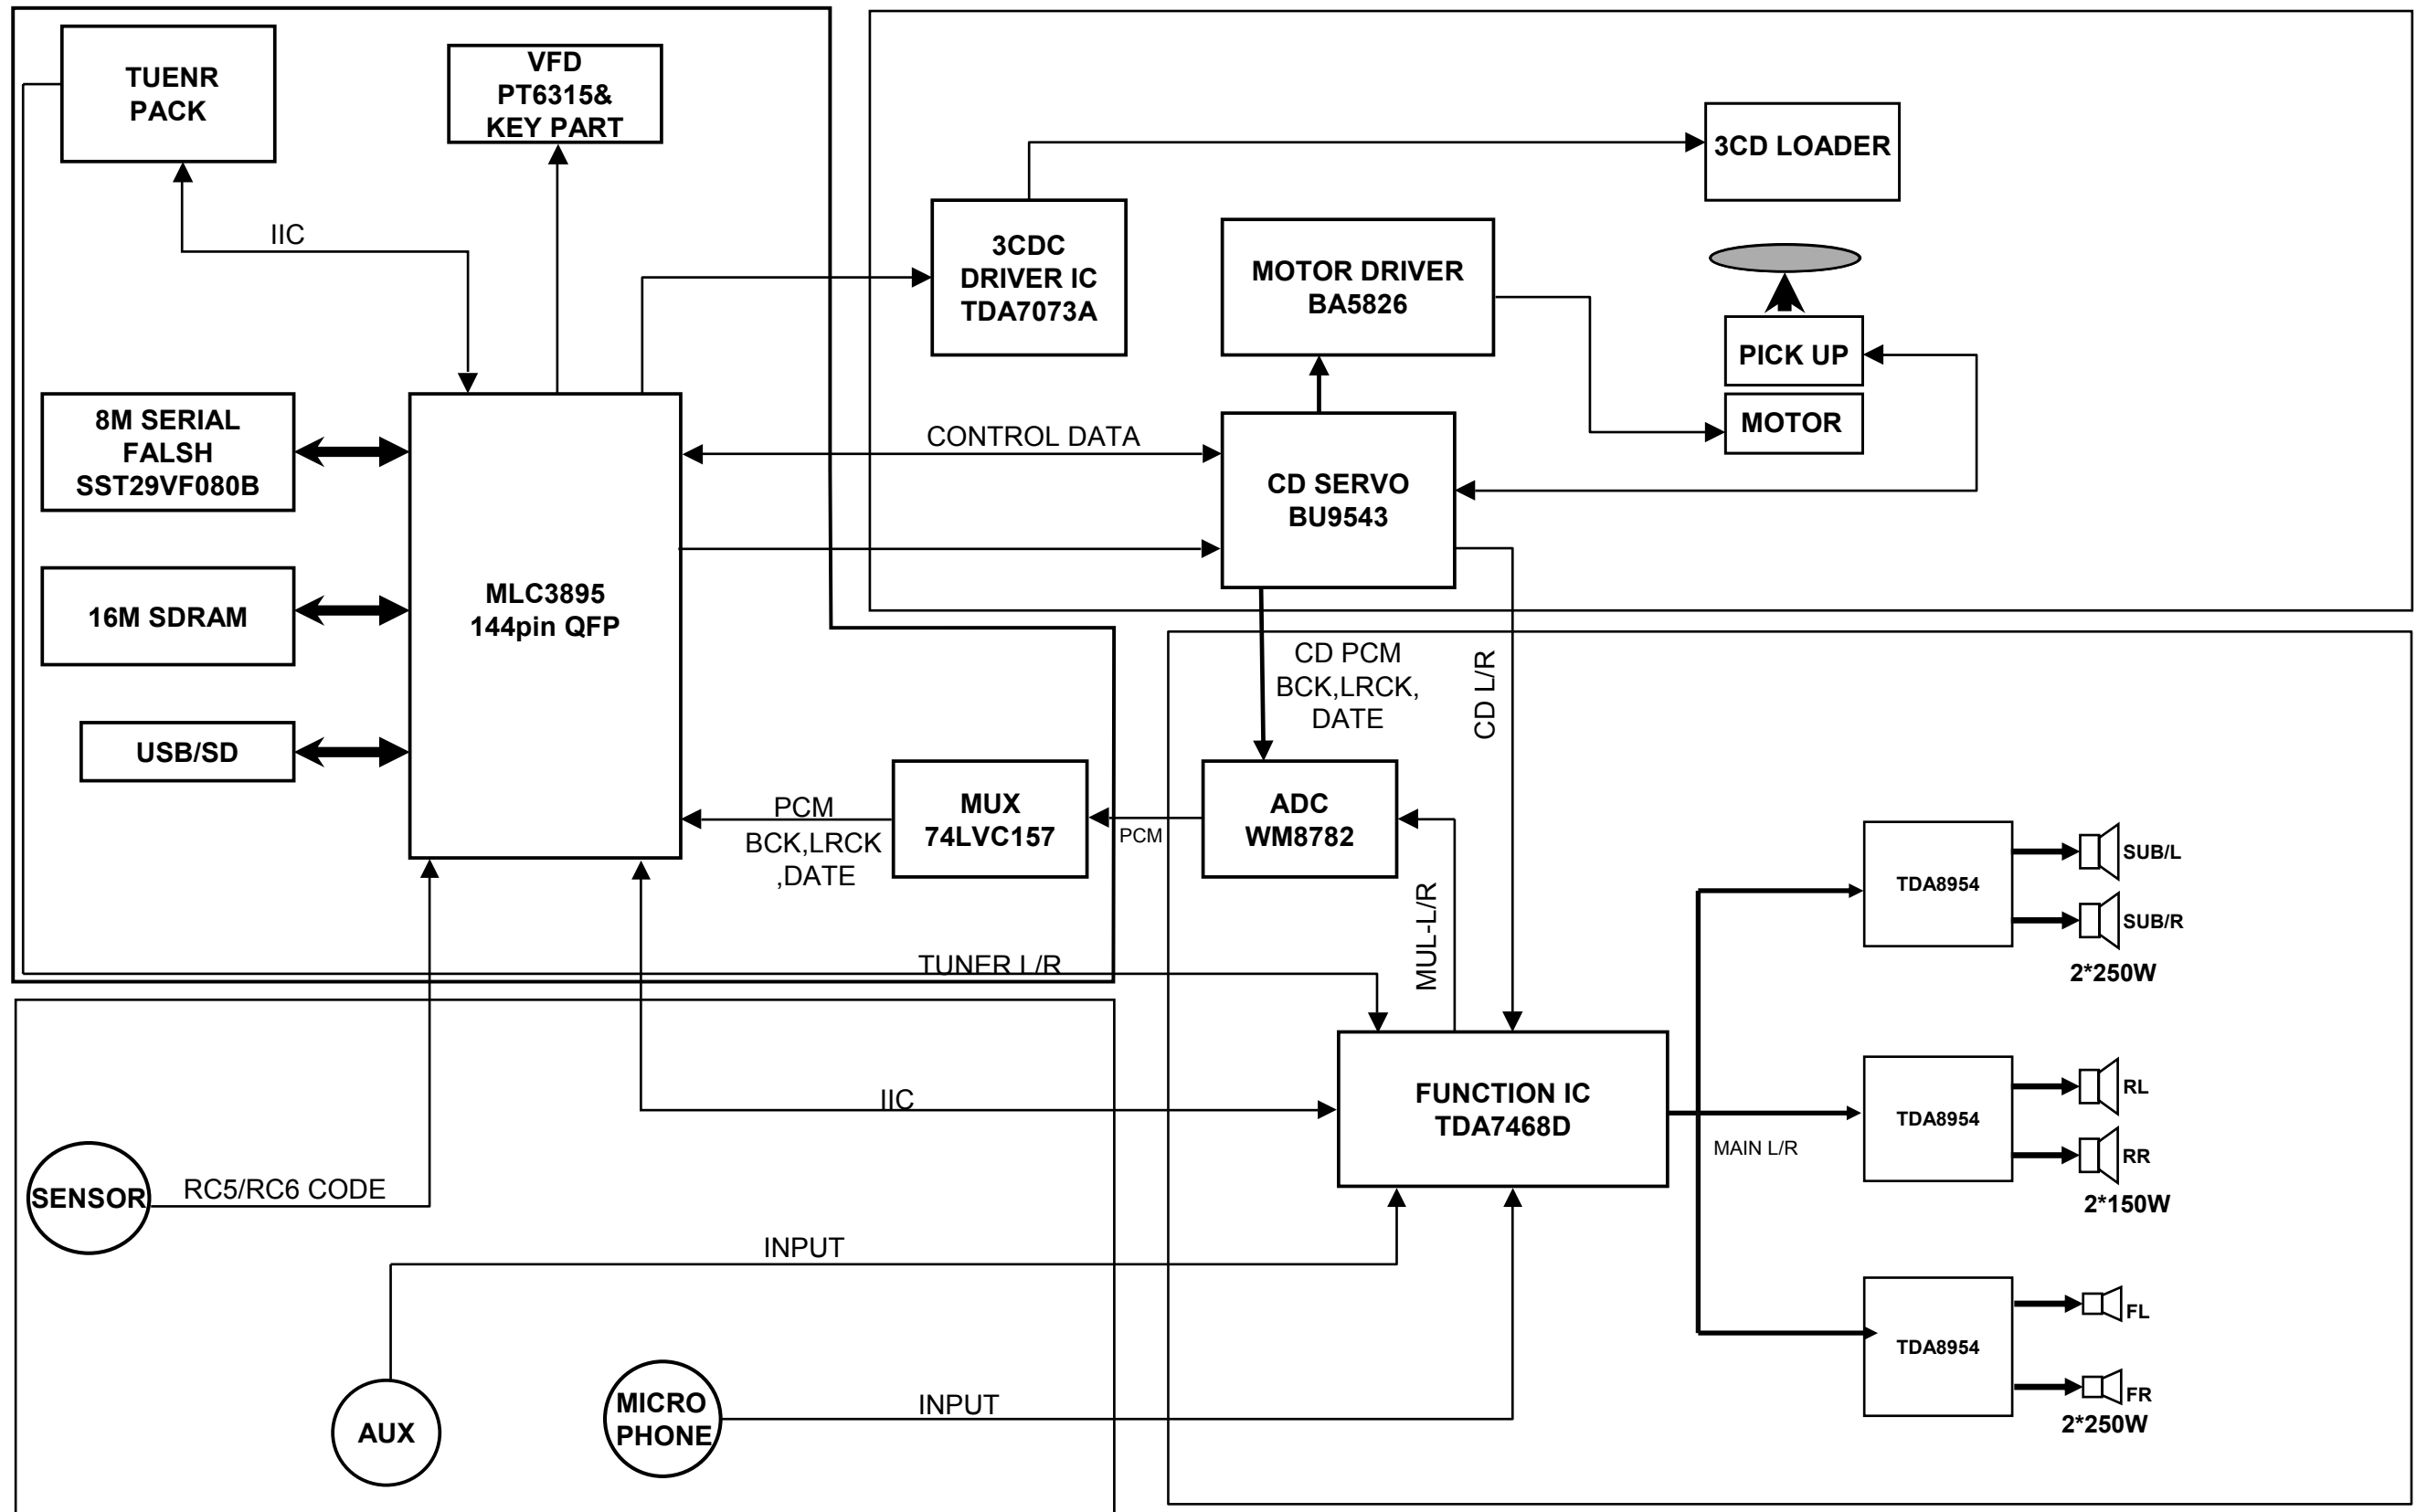 TUENR
PACK
VFD
PT6315&
KEY PART
IIC
3CD LOADER
3CDC
DRIVER IC
TDA7073A
MOTOR DRIVER
BA5826
PICK UP
MOTOR
8M SERIAL
FALSH
SST29VF080B
CONTROL DATA
CD SERVO
BU9543
16M SDRAM
MLC3895
144pin QFP
CD PCM
BCK,LRCK,
DATE
CD L/R
USB/SD
PCM
BCK,LRCK
,DATE
MUX
74LVC157
PCM
ADC
WM8782
MUL-L/R
TDA8954
SUB/L
SUB/R
2*250W
TUNER L/R
FUNCTION IC
TDA7468D
IIC
MAIN L/R
TDA8954
RL
RR
2*150W
SENSOR
RC5/RC6 CODE
INPUT
AUX
MICRO
PHONE
INPUT
TDA8954
FL
FR
2*250W